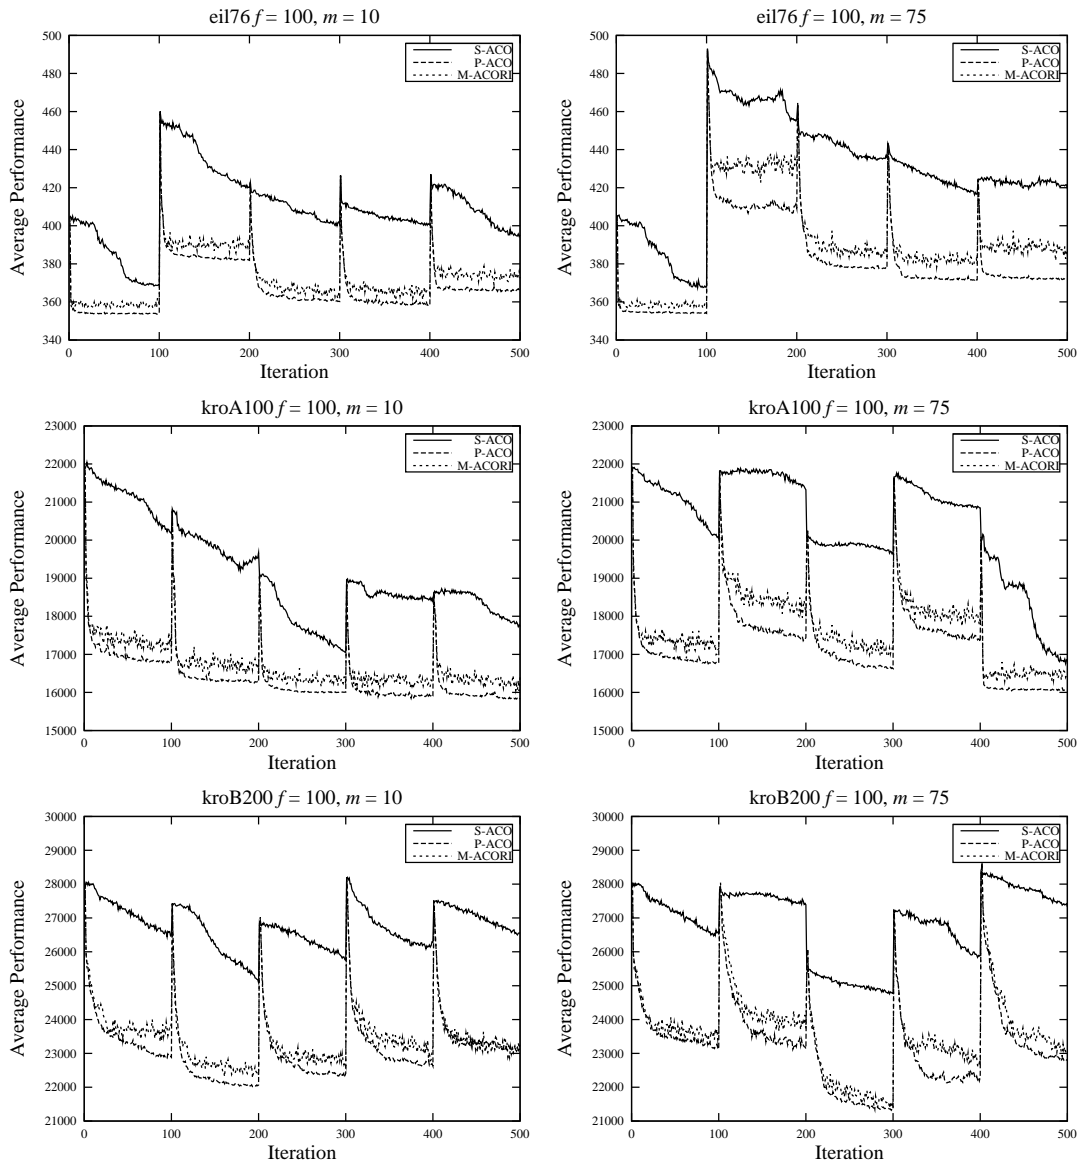 eil76 f = 100, m = 10
500
480
460
440
420
400
380
360
340
0
100
200
300
400
500
Average Performance
Iteration
S-ACO
P-ACO
M-ACORI
eil76 f = 100, m = 75
500
480
460
440
420
400
380
360
340
0
100
200
300
400
500
Average Performance
Iteration
S-ACO
P-ACO
M-ACORI
kroA100 f = 100, m = 10
23000
22000
21000
20000
19000
18000
17000
16000
15000
0
100
200
300
400
500
Average Performance
Iteration
S-ACO
P-ACO
M-ACORI
kroA100 f = 100, m = 75
23000
22000
21000
20000
19000
18000
17000
16000
15000
0
100
200
300
400
500
Average Performance
Iteration
S-ACO
P-ACO
M-ACORI
kroB200 f = 100, m = 10
30000
29000
28000
27000
26000
25000
24000
23000
22000
21000
0
100
200
300
400
500
Average Performance
Iteration
S-ACO
P-ACO
M-ACORI
kroB200 f = 100, m = 75
30000
29000
28000
27000
26000
25000
24000
23000
22000
21000
0
100
200
300
400
500
Average Performance
Iteration
S-ACO
P-ACO
M-ACORI